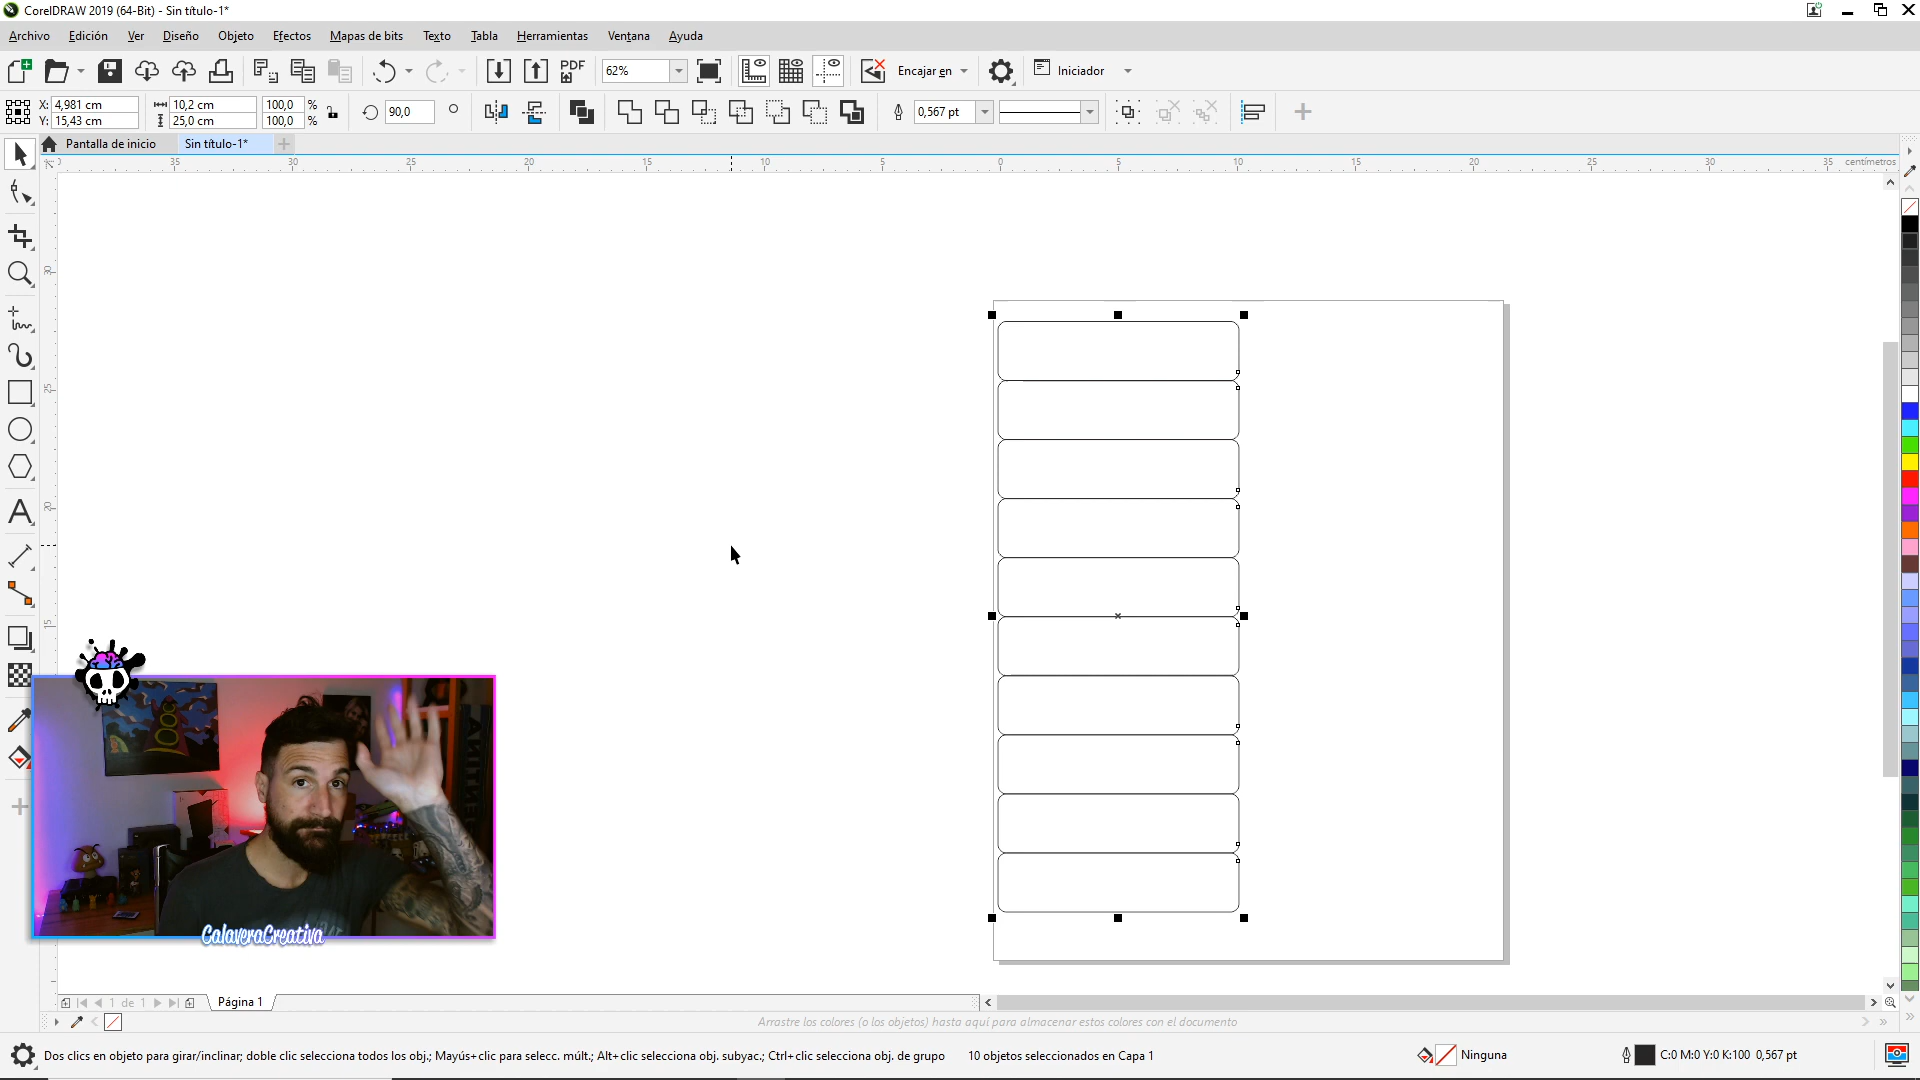 CorelDRAW 2019 (64-Bit) - Sin título-1*
Archivo Edición Ver Diseño Objeto Efectos Mapas de bits Texto Tabla Herramientas Ventana Ayuda
PDF 62% Encajar en Iniciador
X: 4,981 cm 10,2 cm 100,0 % 90,0 0,567 pt
Y: 15,43 cm 25,0 cm 100,0 %
Pantalla de inicio Sin título-1*
35 30 25 20 15 10 5 0 5 10 15 20 25 30 35 centímetros
30
25
20
15
CalaveraCreativa
1 de 1 Página 1
Arrastre los colores (o los objetos) hasta aquí para almacenar estos colores con el documento
Dos clics en objeto para girar/inclinar; doble clic selecciona todos los obj.; Mayús+clic para selecc. múlt.; Alt+clic selecciona obj. subyac.; Ctrl+clic selecciona obj. de grupo 10 objetos seleccionados en Capa 1 Ninguna C:0 M:0 Y:0 K:100 0,567 pt